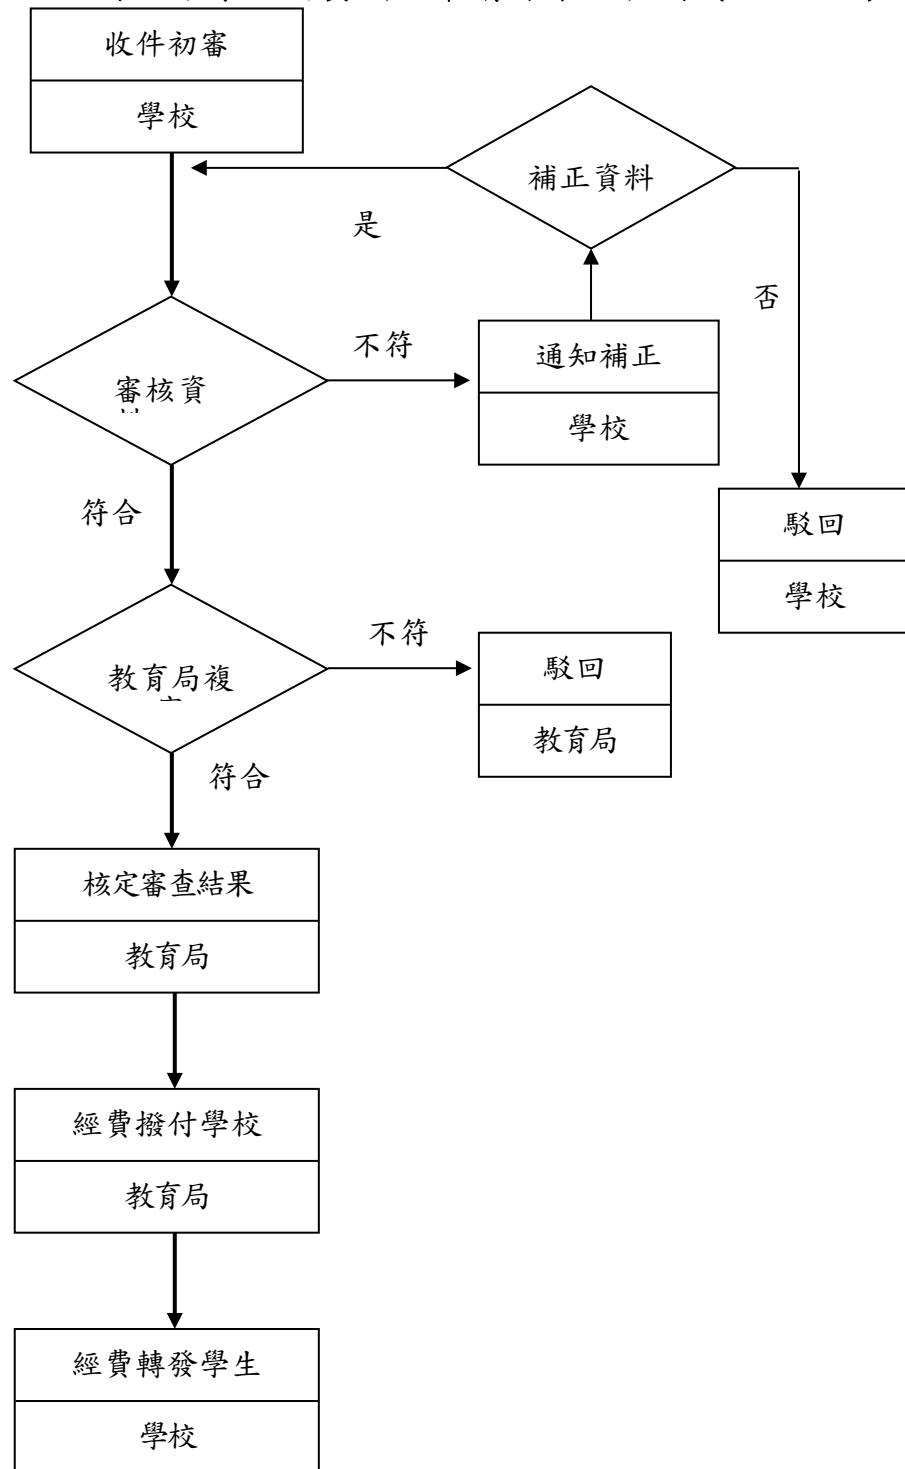 收件初審
學校
補正資料
是
否
不符
通知補正
學校
審核資
符合
駁回
學校
不符
教育局複
駁回
教育局
符合
核定審查結果
教育局
經費撥付學校
教育局
經費轉發學生
學校